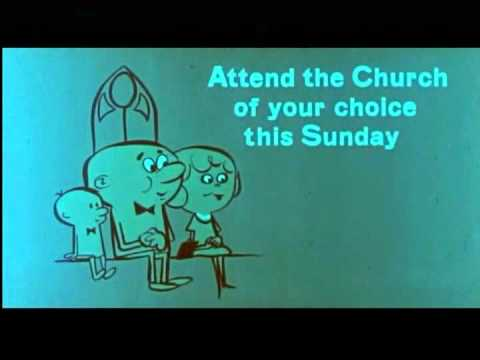 Attend the Church
of your choice
this Sunday